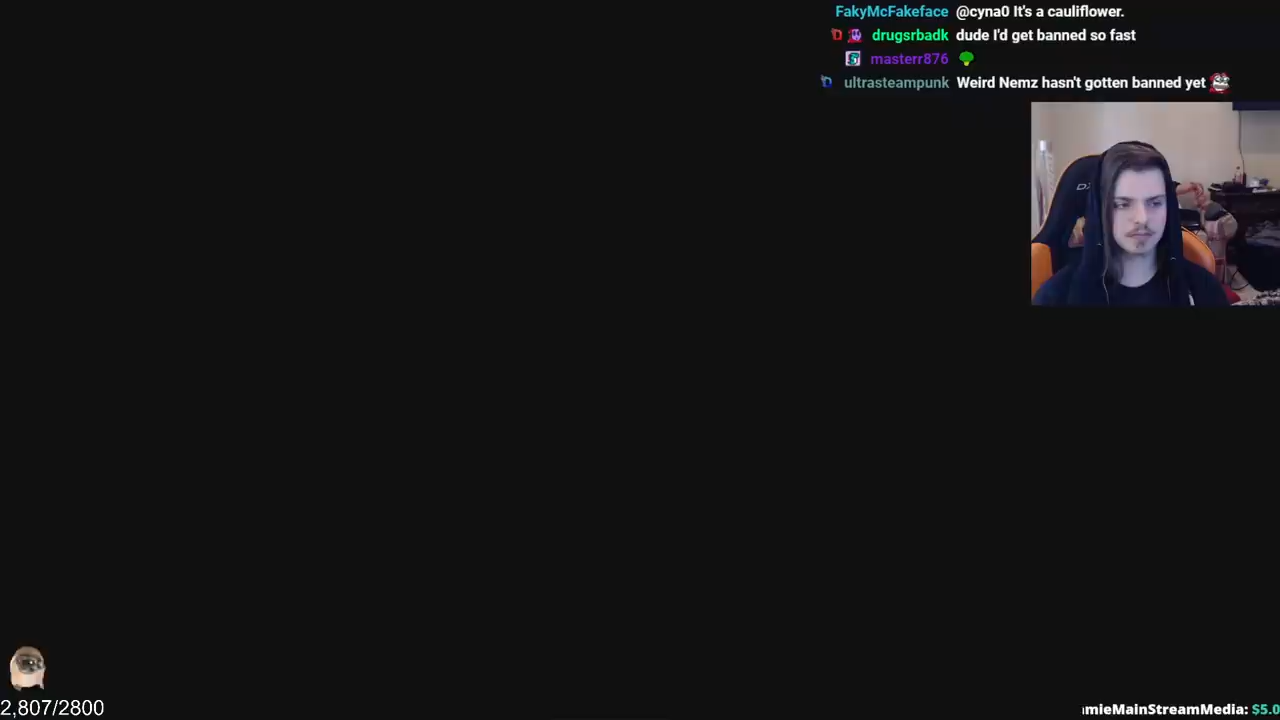 FakyMcFakeface @cyna0 It's a cauliflower.
drugsrbadk dude I'd get banned so fast
masterr876
ultrasteampunk Weird Nemz hasn't gotten banned yet
2,807/2800
mieMainStreamMedia: $5.0